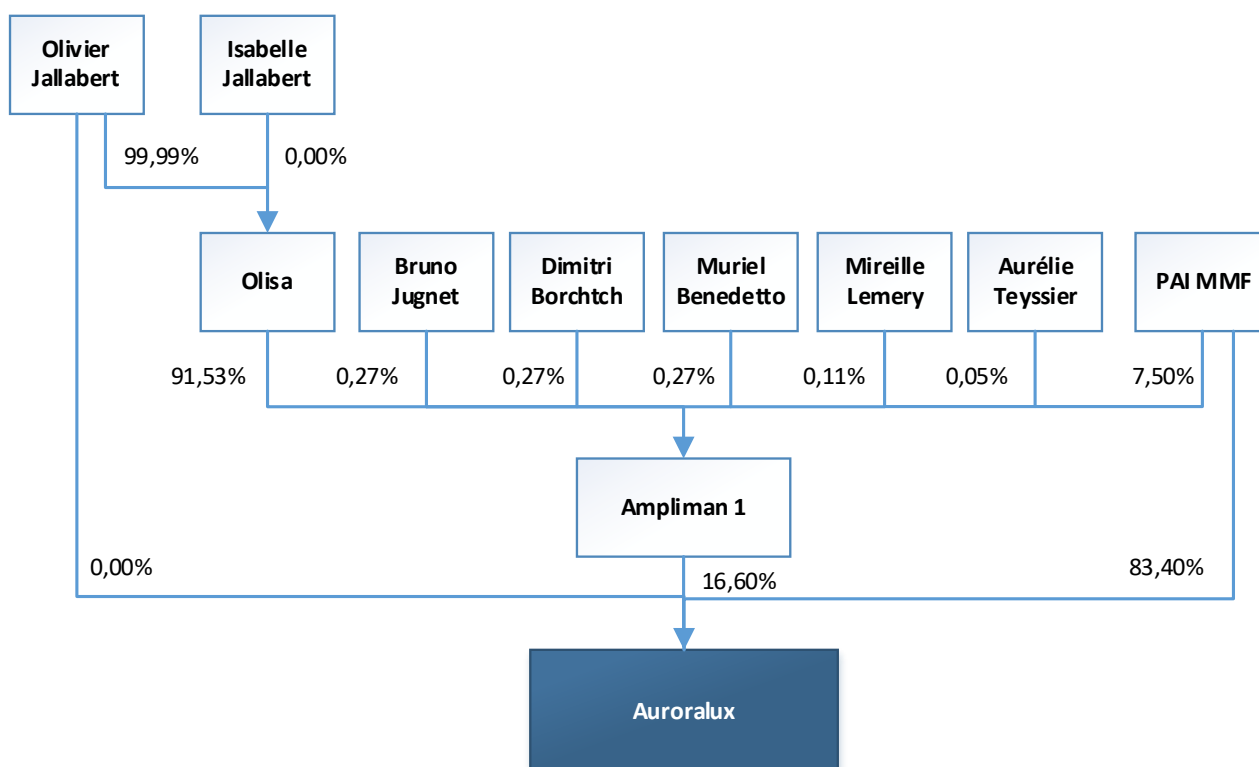 Olivier
Jallabert
Isabelle
Jallabert
99,99%
0,00%
Olisa
Bruno
Jugnet
Dimitri
Borchtch
Muriel
Benedetto
Mireille
Lemery
Aurélie
Teyssier
PAI MMF
91,53%
0,27%
0,27%
0,27%
0,11%
0,05%
7,50%
Ampliman 1
0,00%
16,60%
83,40%
Auroralux